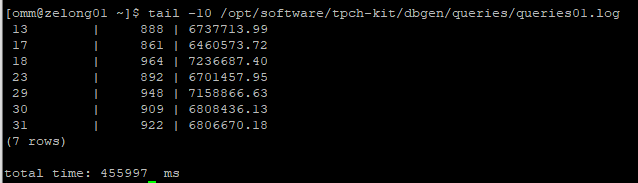 [omm@zelong01 ~]$ tail -10 /opt/software/tpch-kit/dbgen/queries/queries01.log
13 | 888 | 6737713.99
17 | 861 | 6460573.72
18 | 964 | 7236687.40
23 | 892 | 6701457.95
29 | 948 | 7158866.63
30 | 909 | 6808436.13
31 | 922 | 6806670.18
(7 rows)
total time: 455997 ms